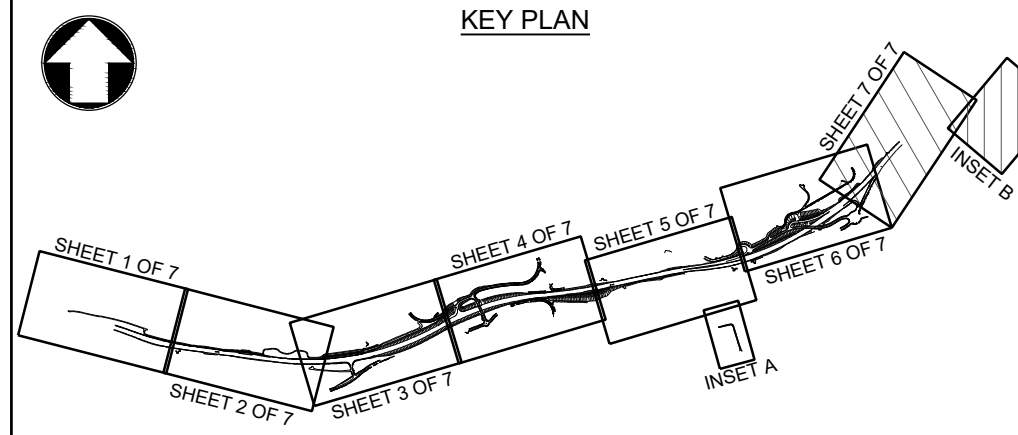 KEY PLAN
SHEET 1 OF 7
SHEET 2 OF 7
SHEET 3 OF 7
SHEET 4 OF 7
SHEET 5 OF 7
SHEET 6 OF 7
SHEET 7 OF 7
INSET A
INSET B